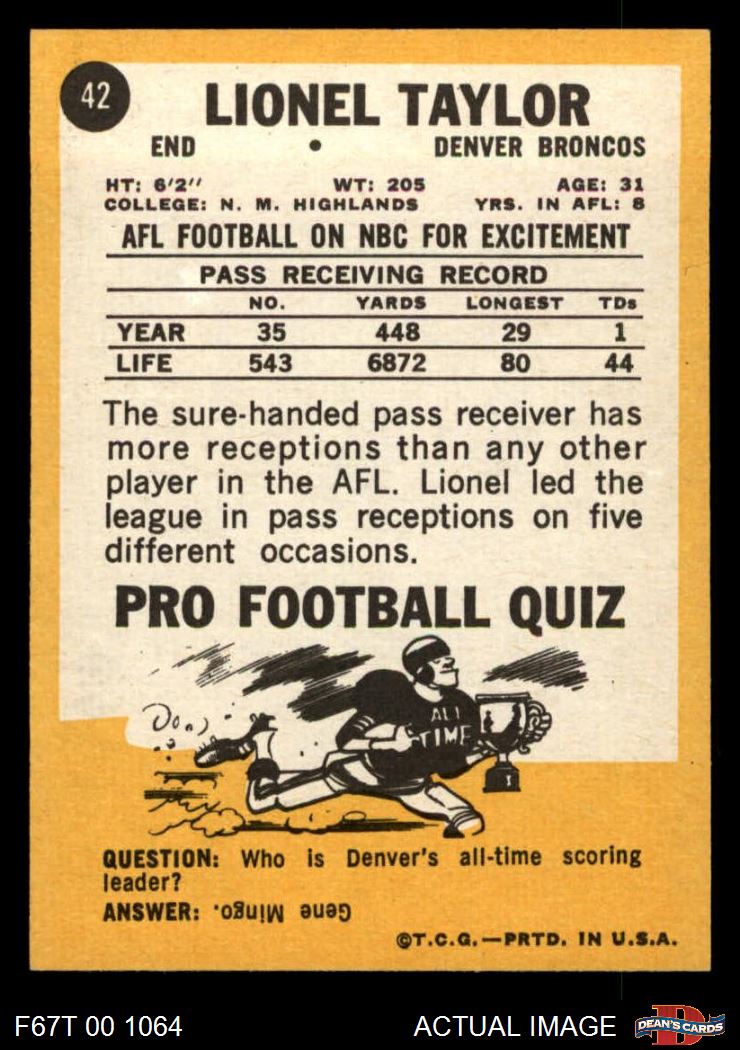 42
LIONEL TAYLOR
END • DENVER BRONCOS
HT: 6'2" WT: 205 AGE: 31
COLLEGE: N. M. HIGHLANDS YRS. IN AFL: 8
AFL FOOTBALL ON NBC FOR EXCITEMENT
PASS RECEIVING RECORD
NO. YARDS LONGEST TDs
YEAR 35 448 29 1
LIFE 543 6872 80 44
The sure-handed pass receiver has
more receptions than any other
player in the AFL. Lionel led the
league in pass receptions on five
different occasions.
PRO FOOTBALL QUIZ
ALL
TIME
1
QUESTION: Who is Denver's all-time scoring
leader?
ANSWER: Gene Mingo.
©T.C.G.—PRTD. IN U.S.A.
F67T 00 1064 ACTUAL IMAGE D DEAN'S CARDS